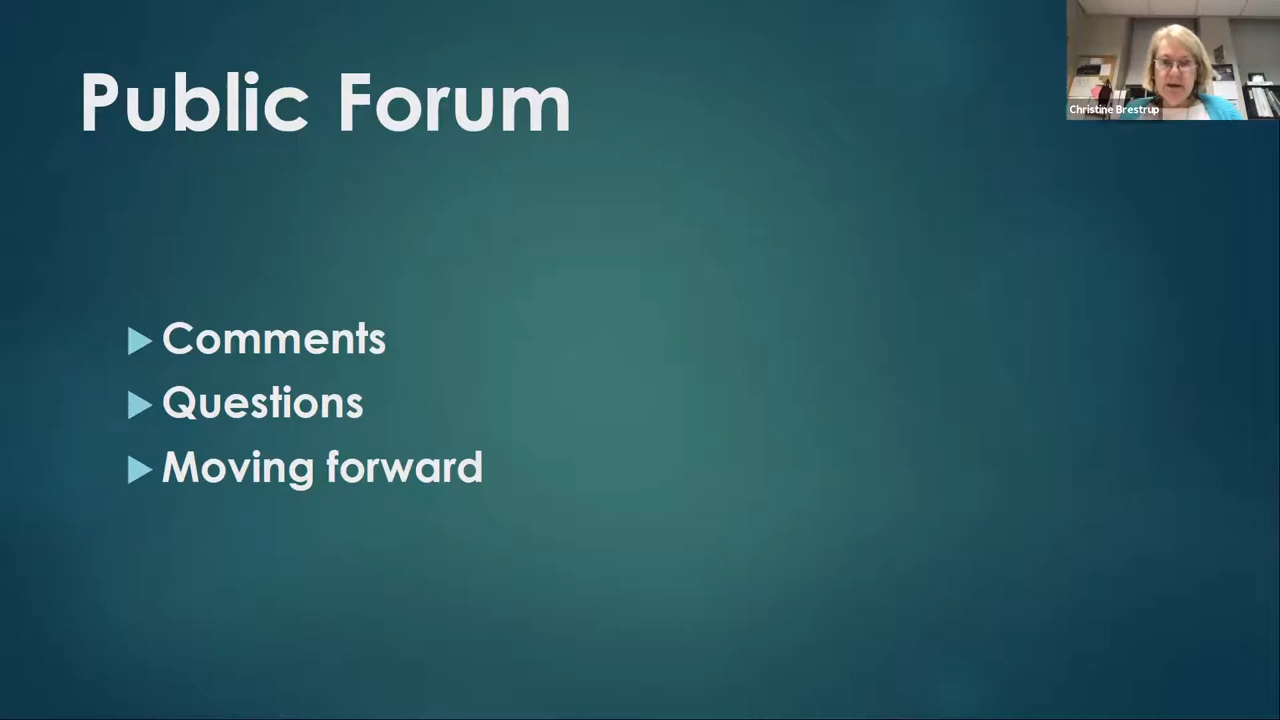 Public Forum
Christine Brestrup
Comments
Questions
Moving forward